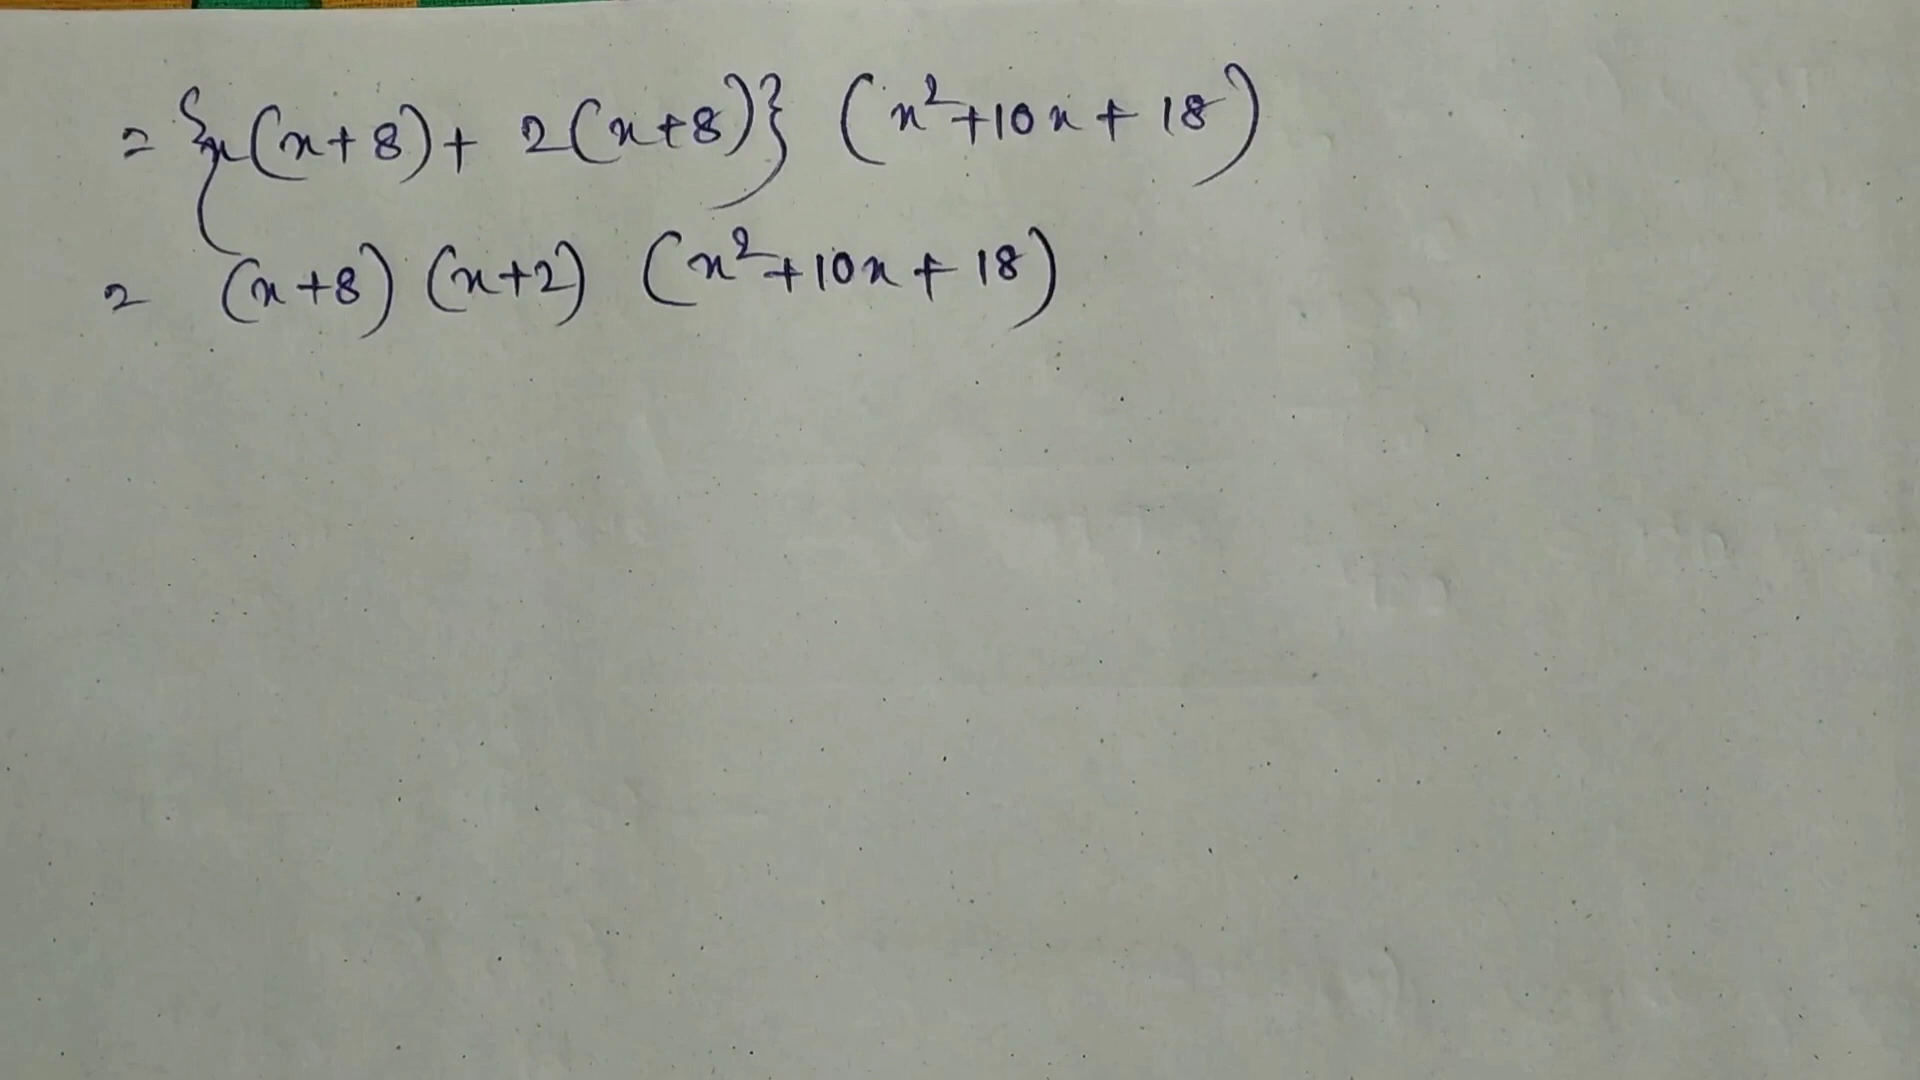 = {x(x+8)+ 2(x+8)} (x²+10x+18)
= (x+8) (x+2) (x²+10x+18)